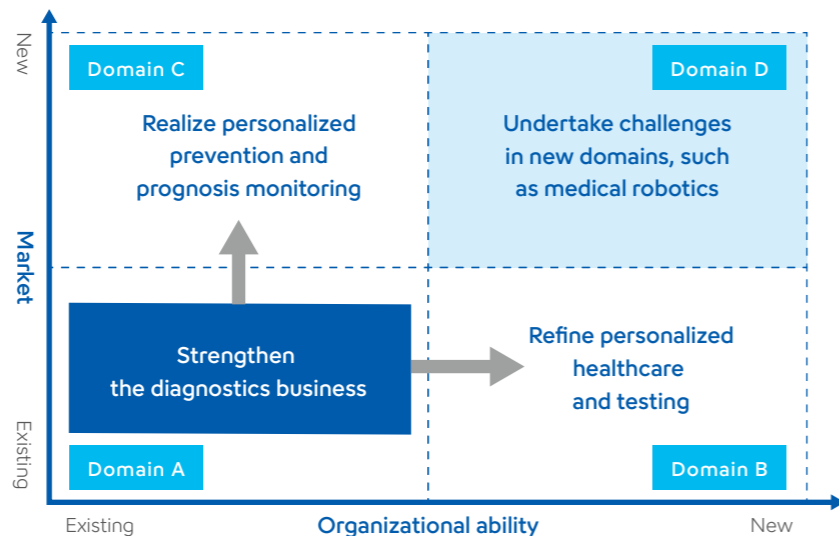 New
Domain C
Domain D
Realize personalized
prevention and
prognosis monitoring
Undertake challenges
in new domains, such
as medical robotics
Market
Strengthen
the diagnostics business
Refine personalized
healthcare
and testing
Existing
Domain A
Domain B
Existing
Organizational ability
New